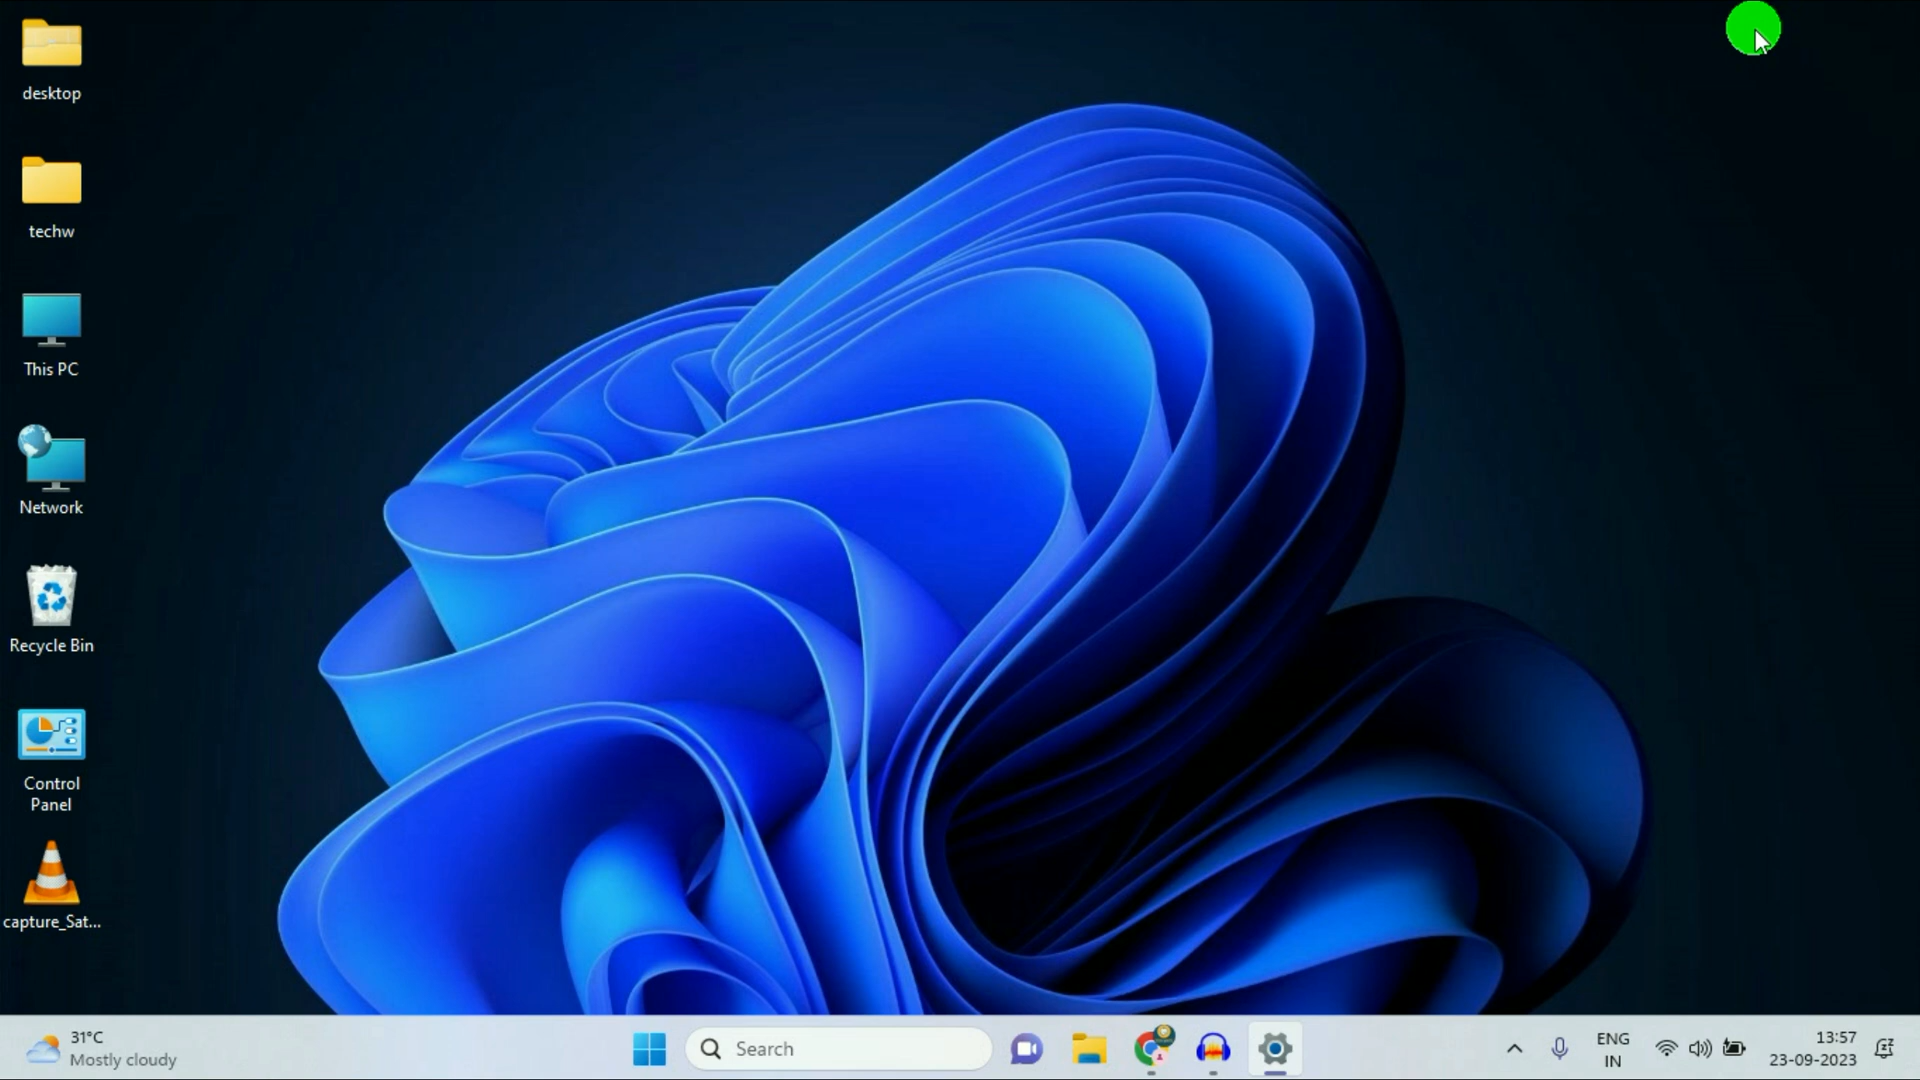 desktop
techw
This PC
Network
Recycle Bin
Control
Panel
capture_Sat...
31°C
Mostly cloudy
Search
ENG
IN
13:57
23-09-2023